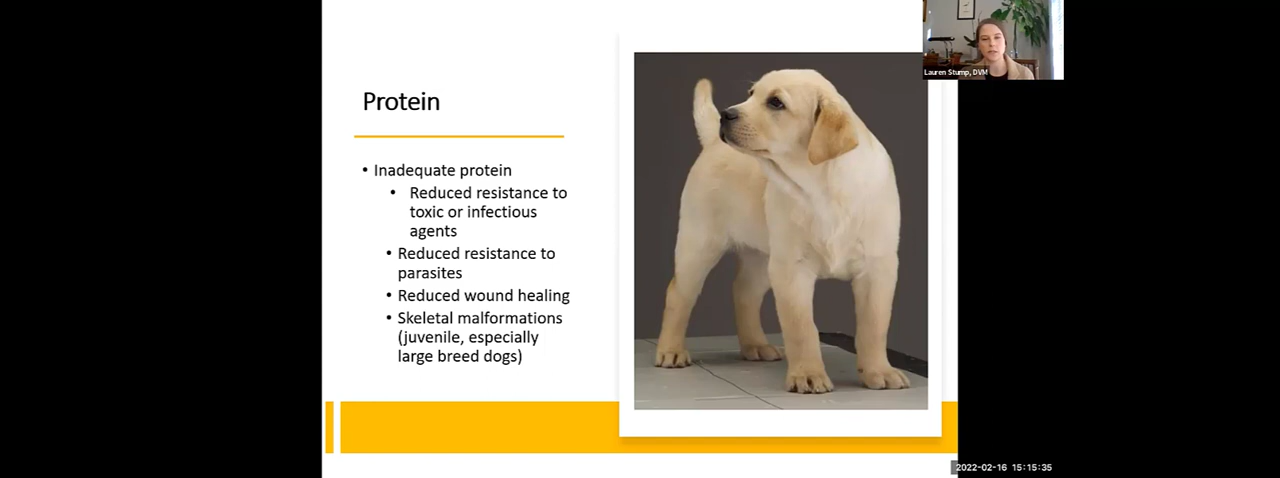 Protein
• Inadequate protein
• Reduced resistance to
toxic or infectious
agents
• Reduced resistance to
parasites
• Reduced wound healing
• Skeletal malformations
(juvenile, especially
large breed dogs)
Lauren Stump, DVM
2022-02-16 15:15:35